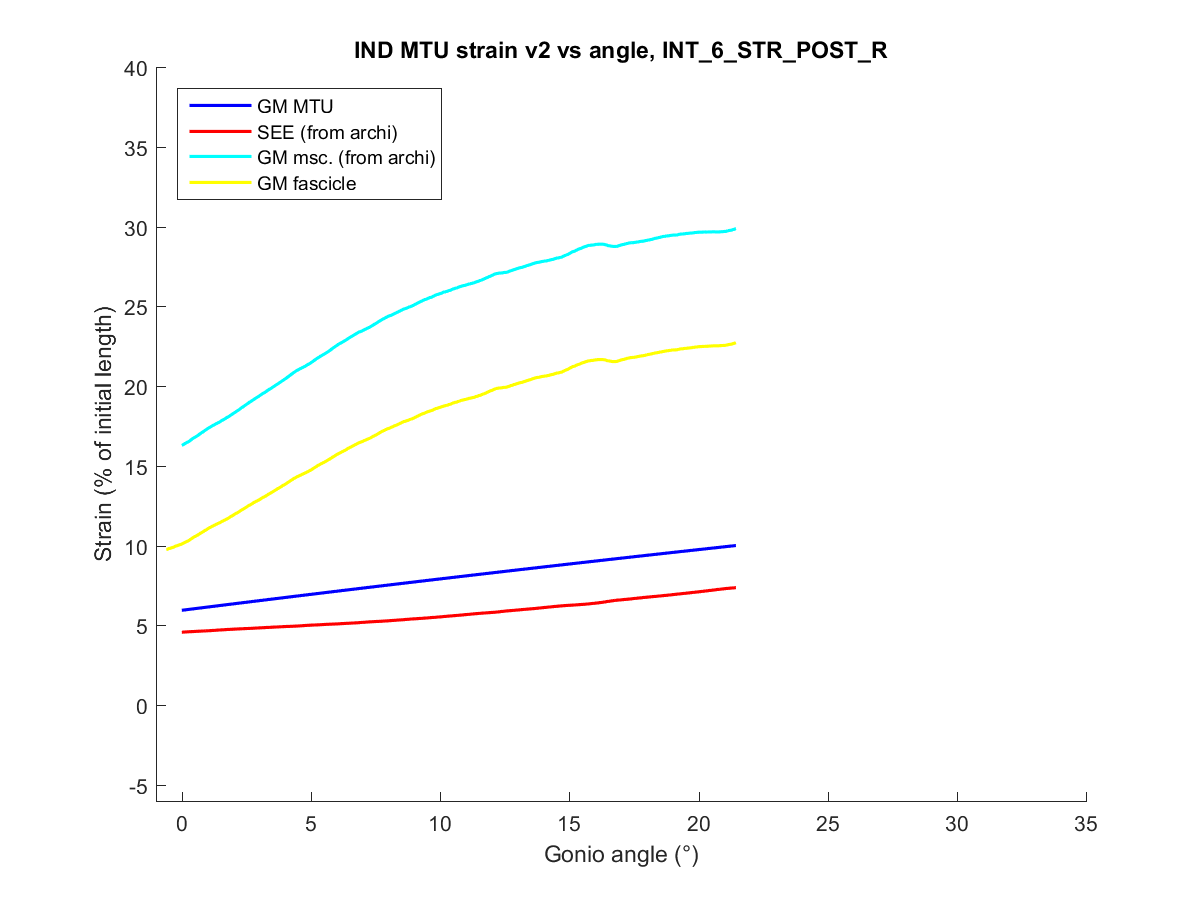 IND MTU strain v2 vs angle, INT_6_STR_POST_R
40
35
30
25
20
15
10
5
0
-5
Strain (% of initial length)
GM MTU
SEE (from archi)
GM msc. (from archi)
GM fascicle
0 5 10 15 20 25 30 35
Gonio angle (°)